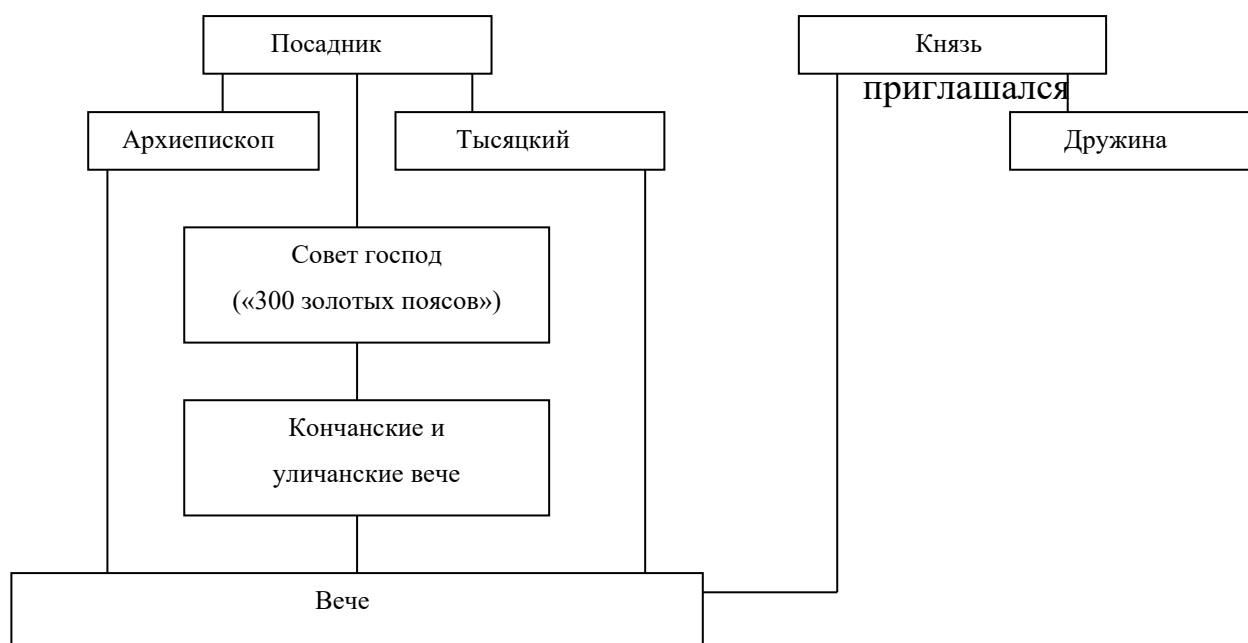 Посадник
Князь
приглашался
Архиепископ
Тысяцкий
Дружина
Совет господ
(«300 золотых поясов»)
Кончанские и
уличанские вече
Вече